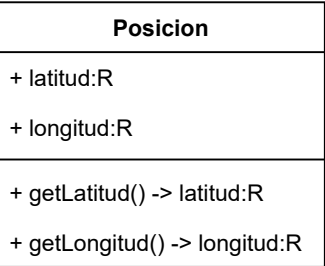 Posicion
+ latitud:R
+ longitud:R
+ getLatitud() -> latitud:R
+ getLongitud() -> longitud:R